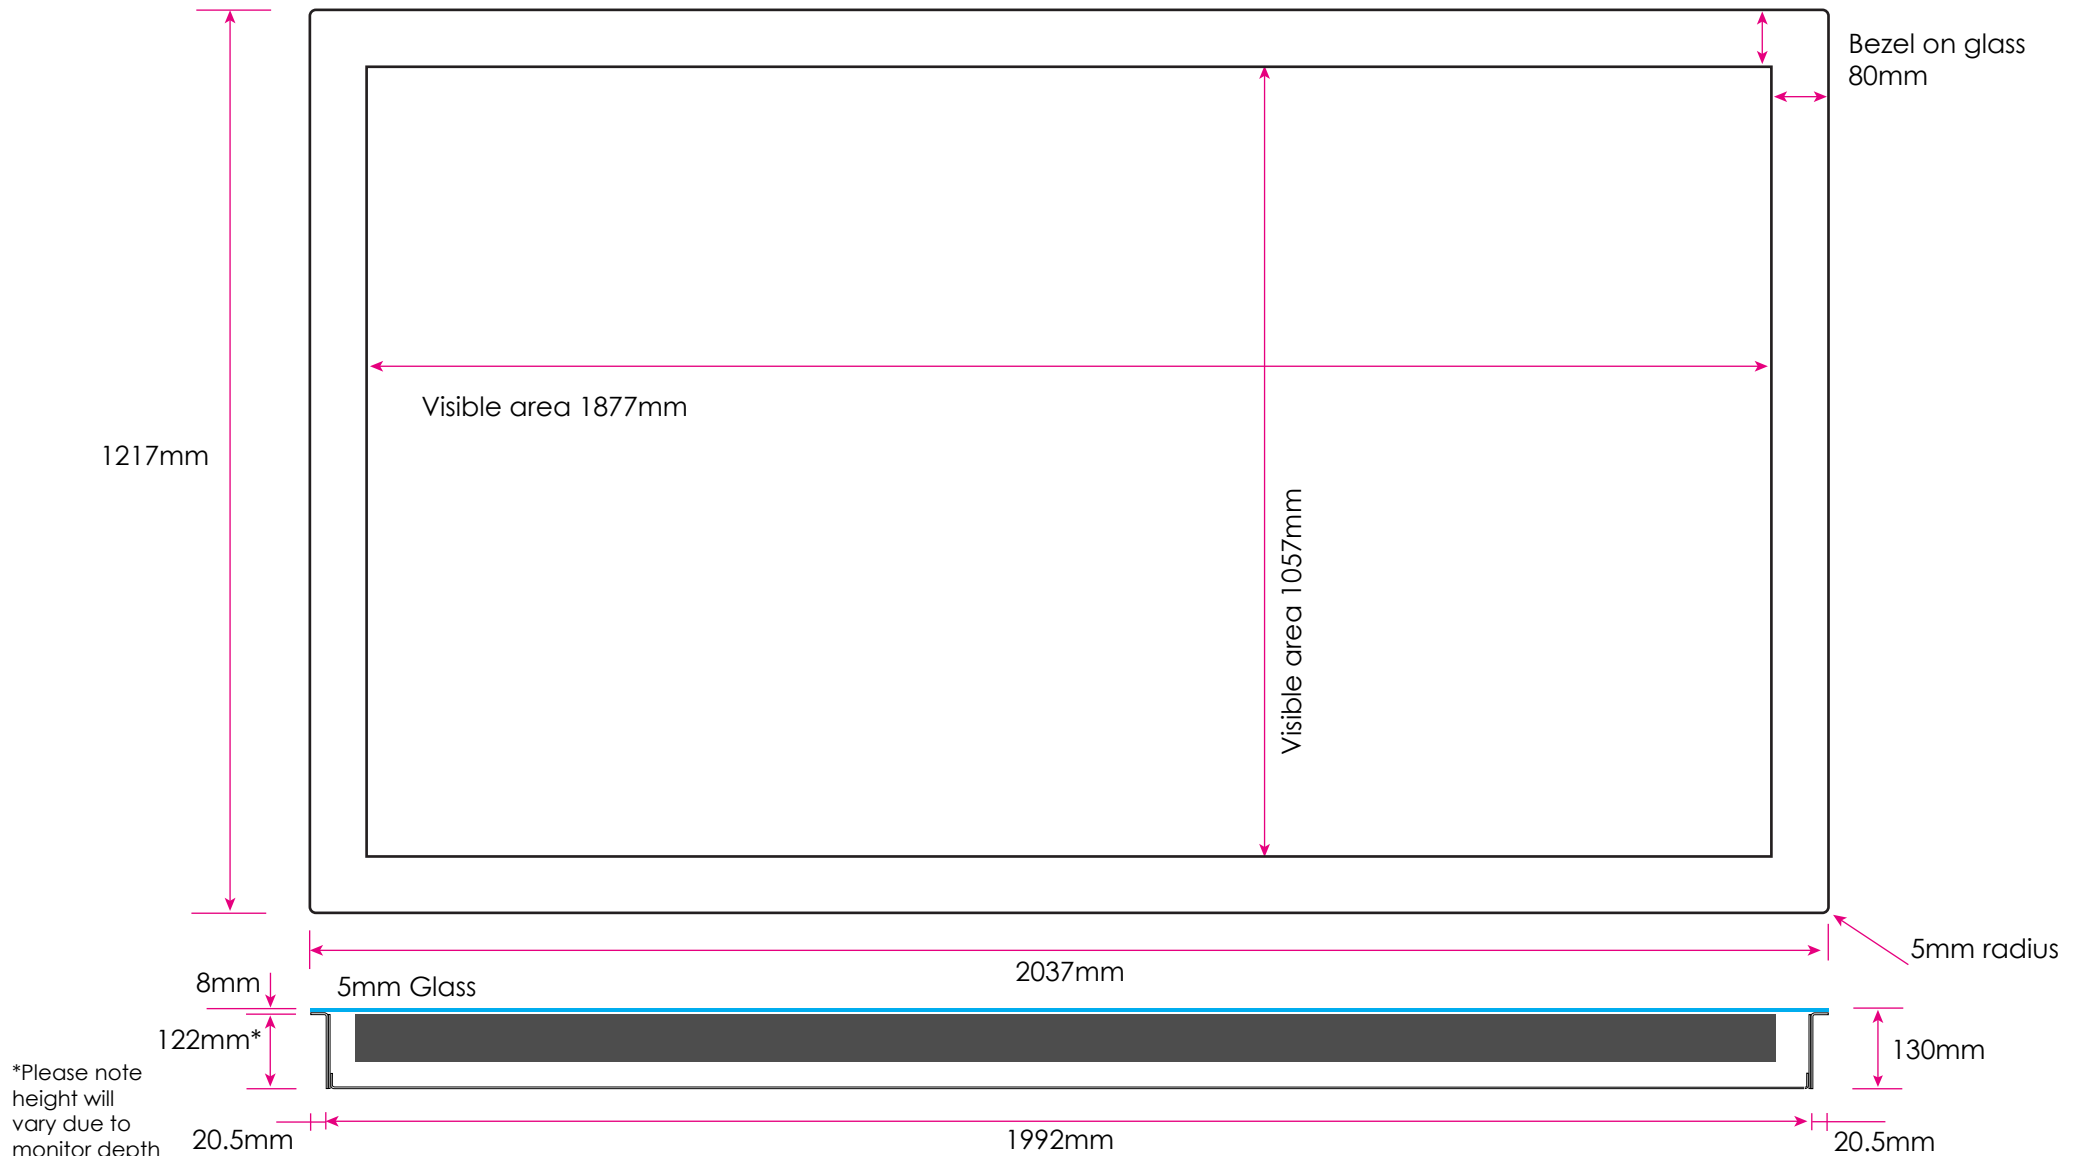 Bezel on glass
80mm
Visible area 1877mm
1217mm
Visible area 1057mm
5mm radius
2037mm
8mm
5mm Glass
122mm*
130mm
*Please note
height will
vary due to
monitor depth
20.5mm
1992mm
20.5mm